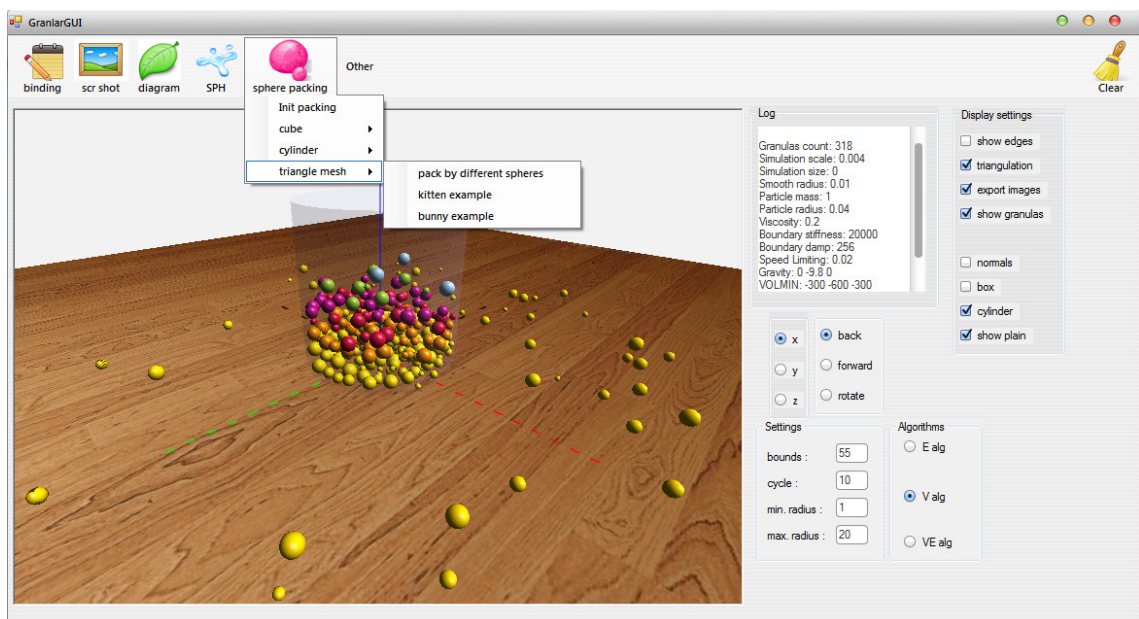 GranlarGUI
binding
scr shot
diagram
SPH
sphere packing
Other
Clear
Init packing
cube
cylinder
triangle mesh
pack by different spheres
kitten example
bunny example
Log
Granulas count: 318
Simulation scale: 0.004
Simulation size: 0
Smooth radius: 0.01
Particle mass: 1
Particle radius: 0.04
Viscosity: 0.2
Boundary stiffness: 20000
Boundary damp: 256
Speed Limiting: 0.02
Gravity: 0 -9.8 0
VOLMIN: -300 -600 -300
Display settings
show edges
triangulation
export images
show granulas
normals
box
cylinder
show plain
x
y
z
back
forward
rotate
Settings
bounds : 55
cycle : 10
min. radius : 1
max. radius : 20
Algorithms
E alg
V alg
VE alg